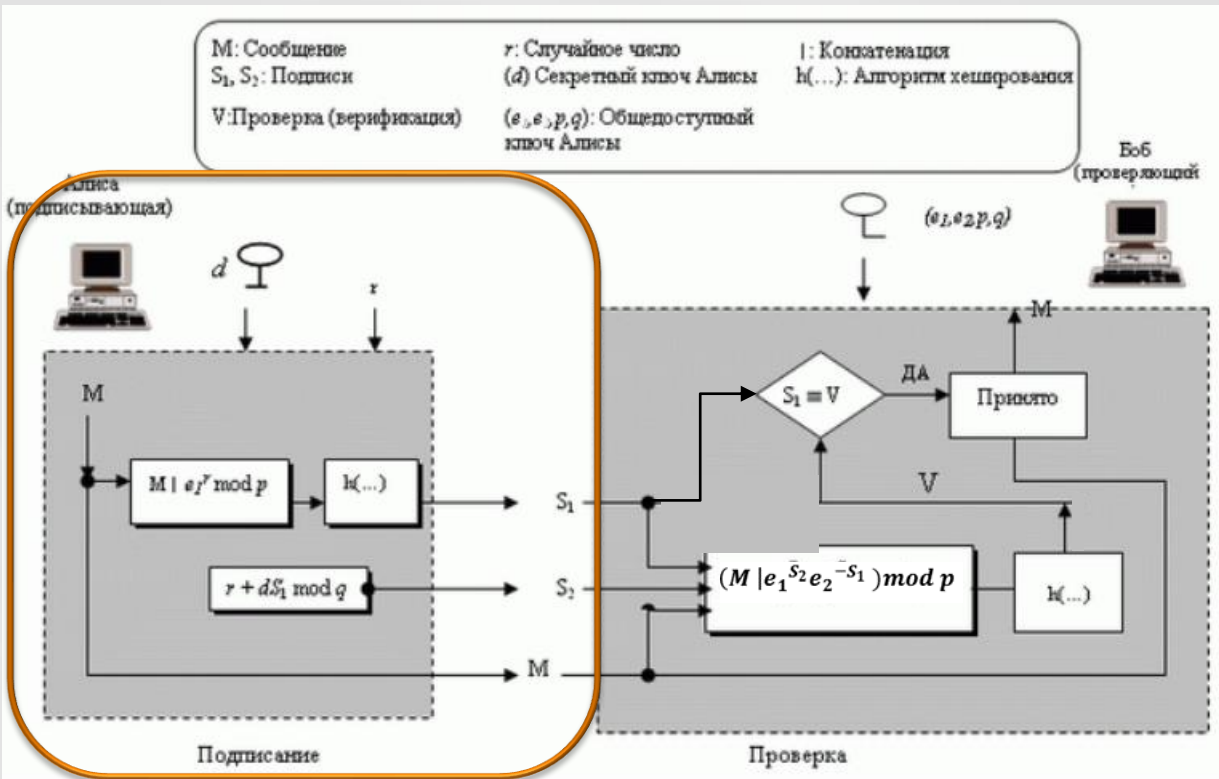 M: Сообщение
r: Случайное число
|: Конкатенация
S₁, S₂: Подписи
(d) Секретный ключ Алисы
h(...): Алгоритм хеширования
V:Проверка (верификация)
(e₁,e₂,p,q): Общедоступный
ключ Алисы
Алиса
(подписывающая)
Боб
(проверяющий
d
r
(e₁,e₂,p,q)
M
M
S₁ ≡ V
ДА
Принято
M | e₁ʳ mod p
h(...)
S₁
V
r + dS₁ mod q
S₂
(M |e₁^S₂e₂^-S₁ )mod p
h(...)
M
Подписание
Проверка